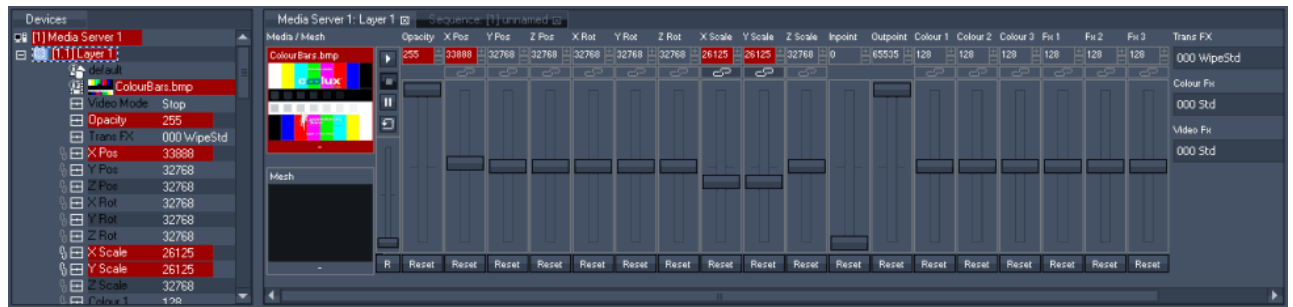 Devices
[1] Media Server 1
[1.1] Layer 1
default
ColourBars.bmp
Video Mode Stop
Opacity 255
Trans FX 000 WipeStd
X Pos 33888
Y Pos 32768
Z Pos 32768
X Rot 32768
Y Rot 32768
Z Rot 32768
X Scale 26125
Y Scale 26125
Z Scale 32768
Colour 1 128
Media Server 1: Layer 1 Sequence: [1] unnamed
Media / Mesh Opacity X Pos Y Pos Z Pos X Rot Y Rot Z Rot X Scale Y Scale Z Scale Inpoint Outpoint Colour 1 Colour 2 Colour 3 Fx 1 Fx 2 Fx 3 Trans FX
ColourBars.bmp 255 33888 32768 32768 32768 32768 32768 26125 26125 32768 0 65535 128 128 128 128 128 128 000 WipeStd
coolux
Colour Fx
000 Std
Video Fx
000 Std
-
Mesh
-
R Reset Reset Reset Reset Reset Reset Reset Reset Reset Reset Reset Reset Reset Reset Reset Reset Reset Reset